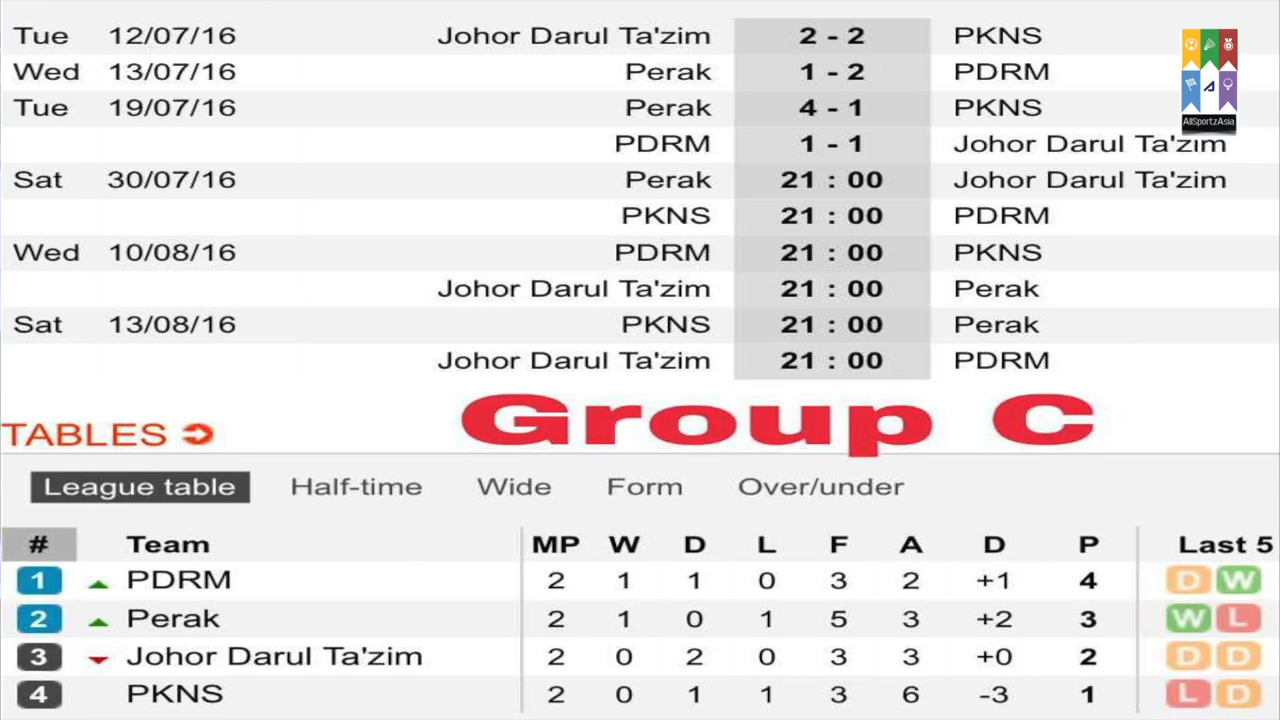 Tue 12/07/16 Johor Darul Ta'zim 2 - 2 PKNS
Wed 13/07/16 Perak 1 - 2 PDRM
Tue 19/07/16 Perak 4 - 1 PKNS
AllSportzAsia
PDRM 1 - 1 Johor Darul Ta'zim
Sat 30/07/16 Perak 21 : 00 Johor Darul Ta'zim
PKNS 21 : 00 PDRM
Wed 10/08/16 PDRM 21 : 00 PKNS
Johor Darul Ta'zim 21 : 00 Perak
Sat 13/08/16 PKNS 21 : 00 Perak
Johor Darul Ta'zim 21 : 00 PDRM
TABLES Group C
League table Half-time Wide Form Over/under
# Team MP W D L F A D P Last 5
1 PDRM 2 1 1 0 3 2 +1 4 D W
2 Perak 2 1 0 1 5 3 +2 3 W L
3 Johor Darul Ta'zim 2 0 2 0 3 3 +0 2 D D
4 PKNS 2 0 1 1 3 6 -3 1 L D